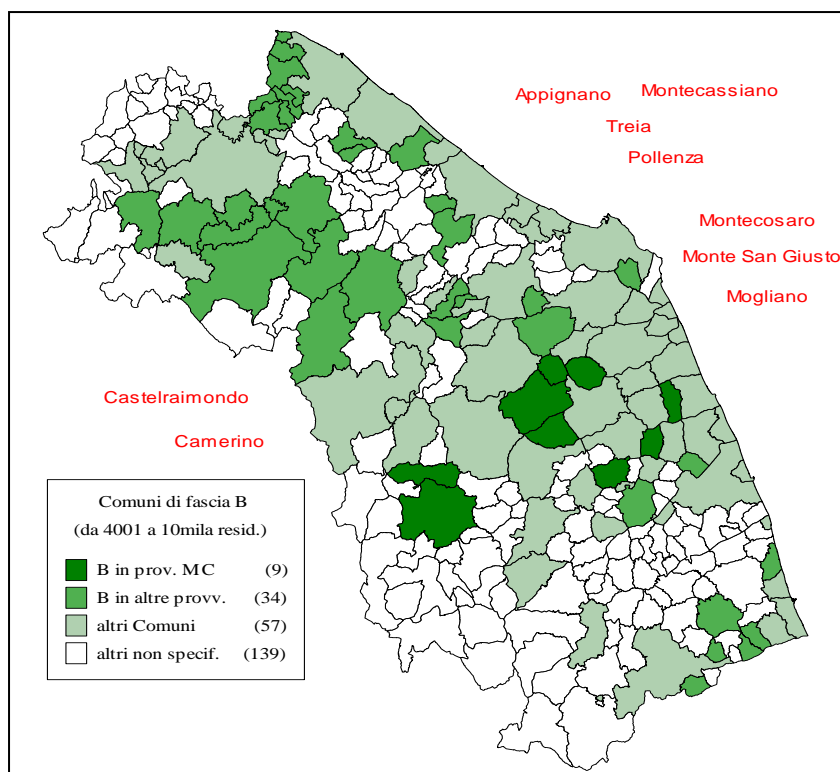 Appignano
Montecassiano
Treia
Pollenza
Montecosaro
Monte San Giusto
Mogliano
Castelraimondo
Camerino
Comuni di fascia B
(da 4001 a 10mila resid.)
B in prov. MC (9)
B in altre provv. (34)
altri Comuni (57)
altri non specif. (139)